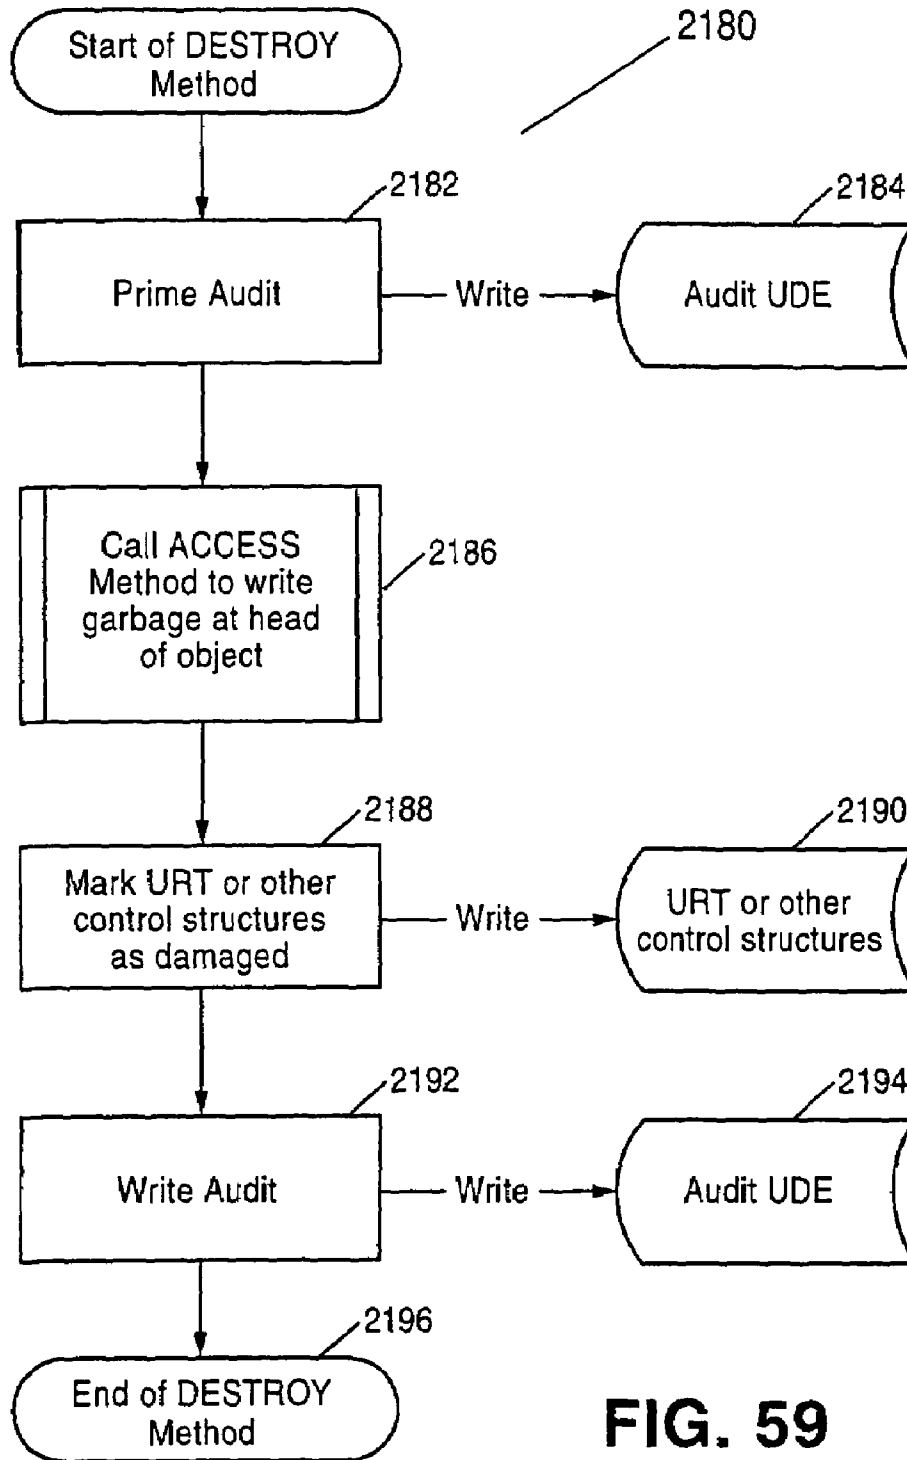 Start of DESTROY
Method
2180
2182
2184
Prime Audit
Write
Audit UDE
Call ACCESS
Method to write
garbage at head
of object
2186
2188
2190
Mark URT or other
control structures
as damaged
Write
URT or other
control structures
2192
2194
Write Audit
Write
Audit UDE
2196
End of DESTROY
Method
FIG. 59